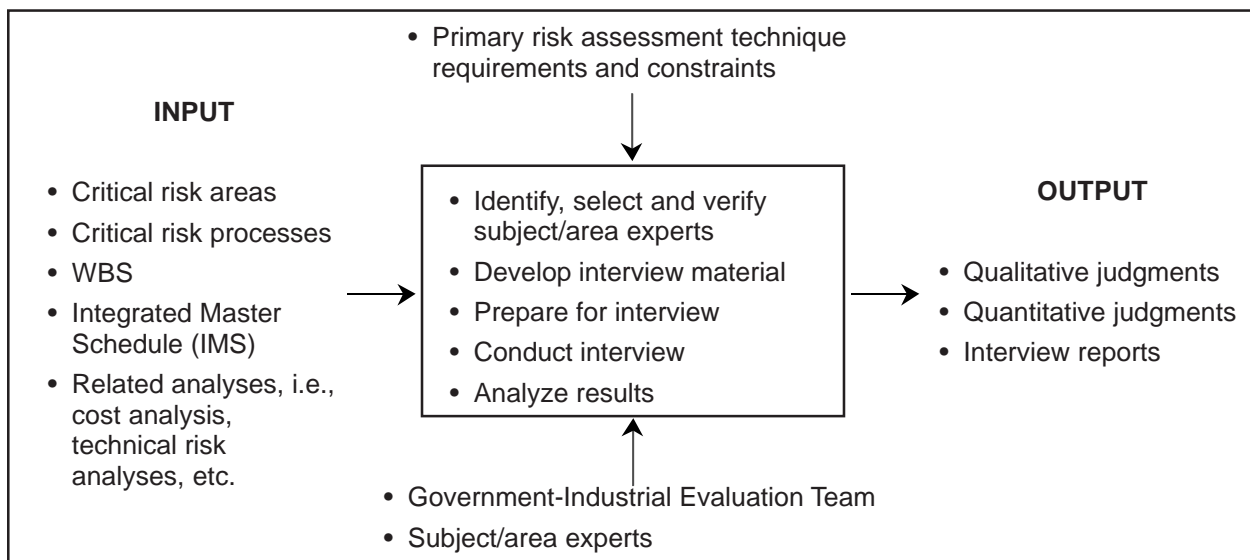 • Primary risk assessment technique
requirements and constraints
INPUT
• Critical risk areas
• Critical risk processes
• WBS
• Integrated Master
Schedule (IMS)
• Related analyses, i.e.,
cost analysis,
technical risk
analyses, etc.
• Identify, select and verify
subject/area experts
• Develop interview material
• Prepare for interview
• Conduct interview
• Analyze results
OUTPUT
• Qualitative judgments
• Quantitative judgments
• Interview reports
• Government-Industrial Evaluation Team
• Subject/area experts